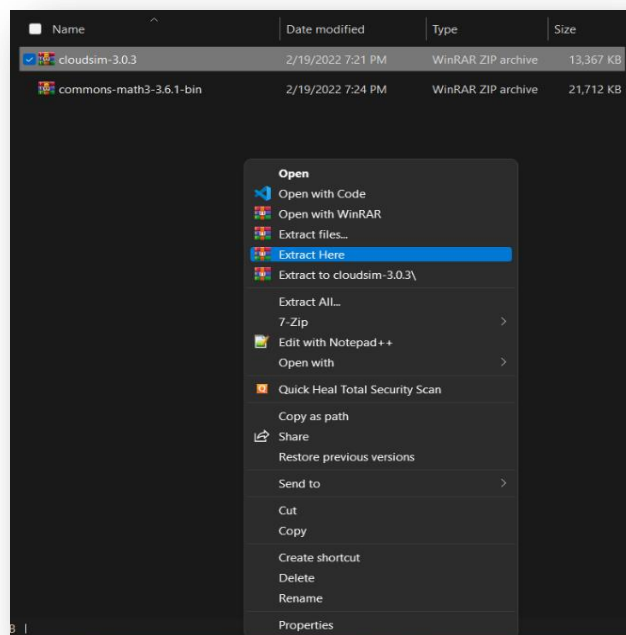 Name Date modified Type Size
cloudsim-3.0.3 2/19/2022 7:21 PM WinRAR ZIP archive 13,367 KB
commons-math3-3.6.1-bin 2/19/2022 7:24 PM WinRAR ZIP archive 21,712 KB
Open
Open with Code
Open with WinRAR
Extract files...
Extract Here
Extract to cloudsim-3.0.3\
Extract All...
7-Zip
Edit with Notepad++
Open with
Quick Heal Total Security Scan
Copy as path
Share
Restore previous versions
Send to
Cut
Copy
Create shortcut
Delete
Rename
Properties